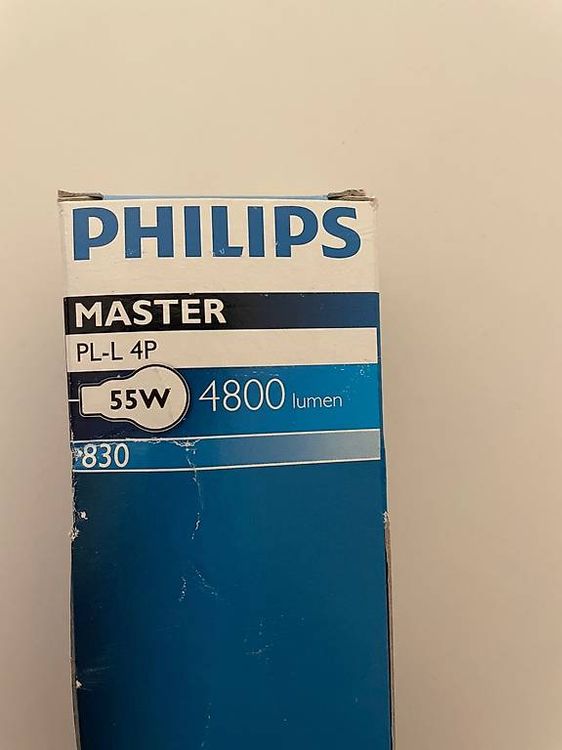 PHILIPS
MASTER
PL-L 4P
55W 4800 lumen
830